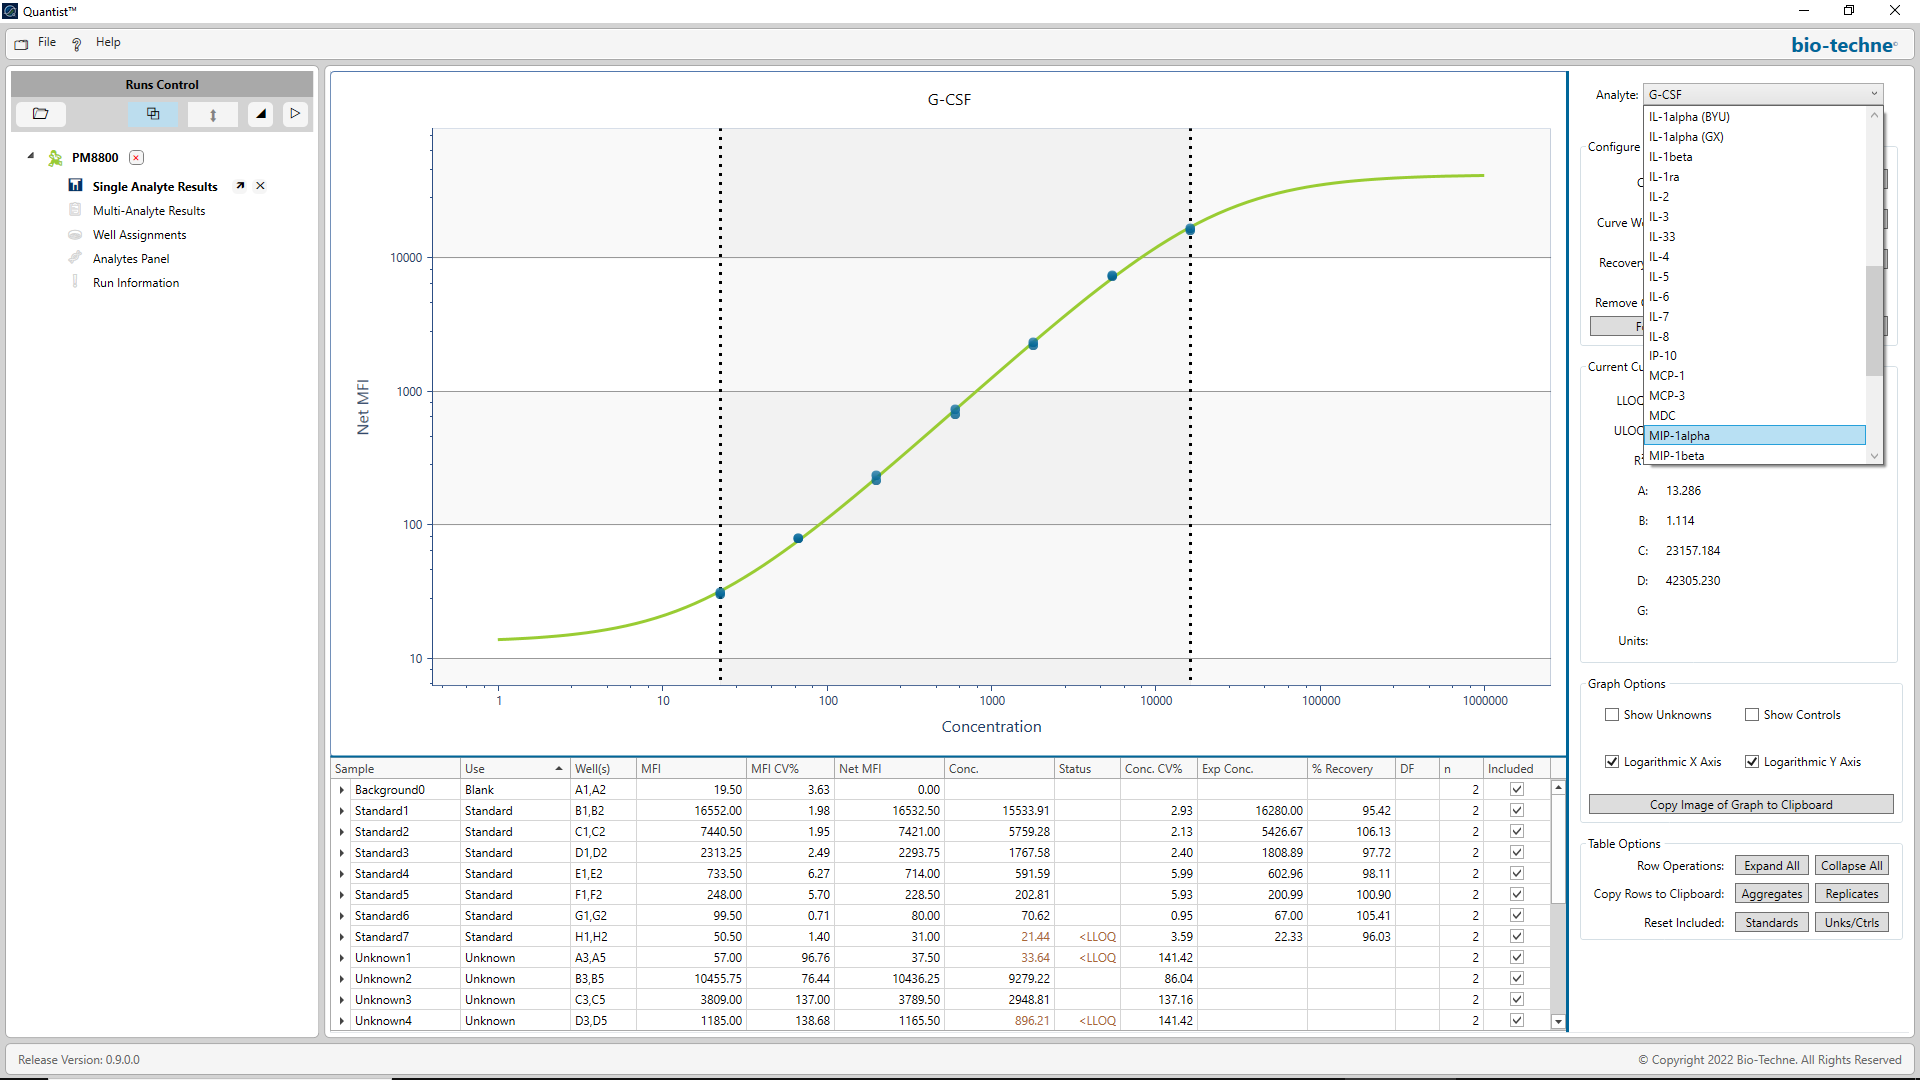 Quantist™
File Help
bio-techne
Runs Control
PM8800
Single Analyte Results
Multi-Analyte Results
Well Assignments
Analytes Panel
Run Information
G-CSF
Net MFI
10000
1000
100
10
1 10 100 1000 10000 100000 1000000
Concentration
Sample Use Well(s) MFI MFI CV% Net MFI Conc. Status Conc. CV% Exp Conc. % Recovery DF n Included
Background0 Blank A1,A2 19.50 3.63 0.00 2
Standard1 Standard B1,B2 16552.00 1.98 16532.50 15533.91 2.93 16280.00 95.42 2
Standard2 Standard C1,C2 7440.50 1.95 7421.00 5759.28 2.13 5426.67 106.13 2
Standard3 Standard D1,D2 2313.25 2.49 2293.75 1767.58 2.40 1808.89 97.72 2
Standard4 Standard E1,E2 733.50 6.27 714.00 591.59 5.99 602.96 98.11 2
Standard5 Standard F1,F2 248.00 5.70 228.50 202.81 5.93 200.99 100.90 2
Standard6 Standard G1,G2 99.50 0.71 80.00 70.62 0.95 67.00 105.41 2
Standard7 Standard H1,H2 50.50 1.40 31.00 21.44 <LLOQ 3.59 22.33 96.03 2
Unknown1 Unknown A3,A5 57.00 96.76 37.50 33.64 <LLOQ 141.42 2
Unknown2 Unknown B3,B5 10455.75 76.44 10436.25 9279.22 86.04 2
Unknown3 Unknown C3,C5 3809.00 137.00 3789.50 2948.81 137.16 2
Unknown4 Unknown D3,D5 1185.00 138.68 1165.50 896.21 <LLOQ 141.42 2
Analyte: G-CSF
IL-1alpha (BYU)
IL-1alpha (GX)
IL-1beta
IL-1ra
IL-2
IL-3
IL-33
IL-4
IL-5
IL-6
IL-7
IL-8
IP-10
MCP-1
MCP-3
MDC
MIP-1alpha
MIP-1beta
Configure
Curve
Recovery
Remove
Current
LLOQ
ULOQ
A: 13.286
B: 1.114
C: 23157.184
D: 42305.230
G:
Units:
Graph Options
Show Unknowns Show Controls
Logarithmic X Axis Logarithmic Y Axis
Copy Image of Graph to Clipboard
Table Options
Row Operations: Expand All Collapse All
Copy Rows to Clipboard: Aggregates Replicates
Reset Included: Standards Unks/Ctrls
Release Version: 0.9.0.0
© Copyright 2022 Bio-Techne. All Rights Reserved